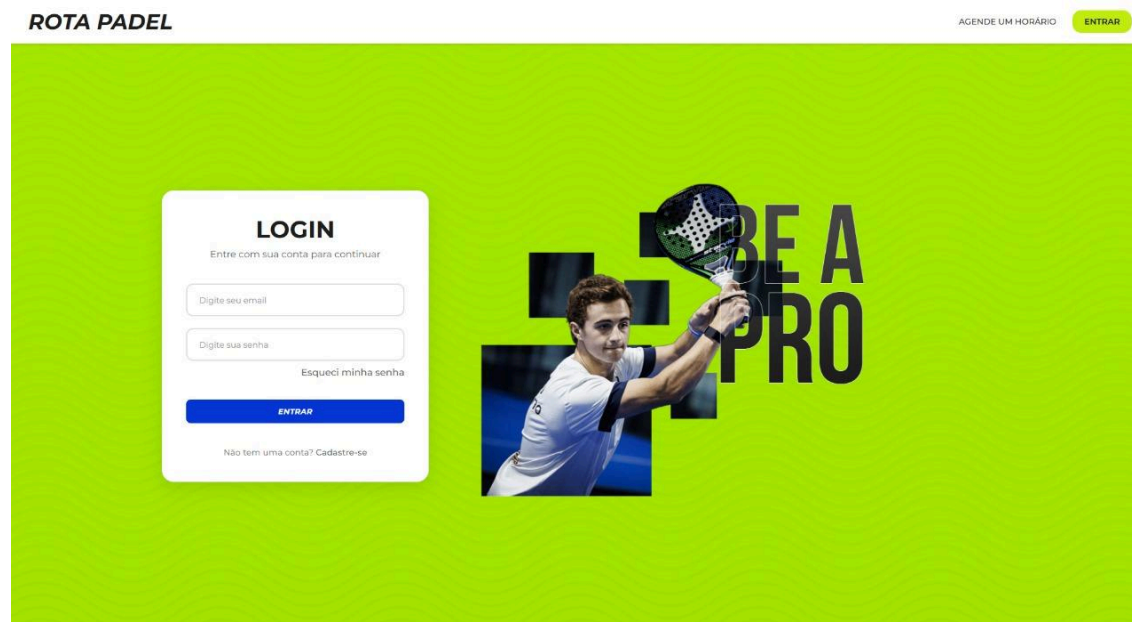 ROTA PADEL
AGENDE UM HORÁRIO
ENTRAR
LOGIN
Entre com sua conta para continuar
Digite seu email
Digite sua senha
Esqueci minha senha
ENTRAR
Não tem uma conta? Cadastre-se
BE A
PRO